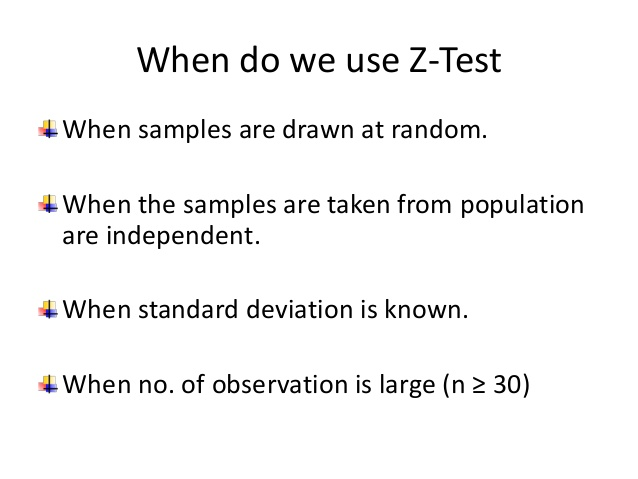 When do we use Z-Test
When samples are drawn at random.
When the samples are taken from population
are independent.
When standard deviation is known.
When no. of observation is large (n ≥ 30)